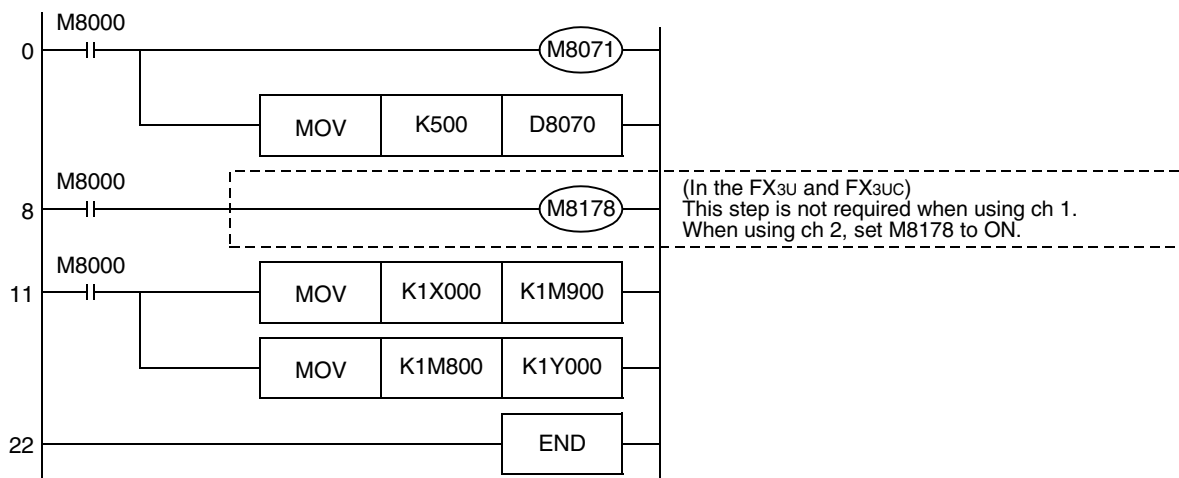 M8000
0 M8071
MOV K500 D8070
M8000
8 M8178
(In the FX3U and FX3UC)
This step is not required when using ch 1.
When using ch 2, set M8178 to ON.
M8000
11 MOV K1X000 K1M900
MOV K1M800 K1Y000
22 END